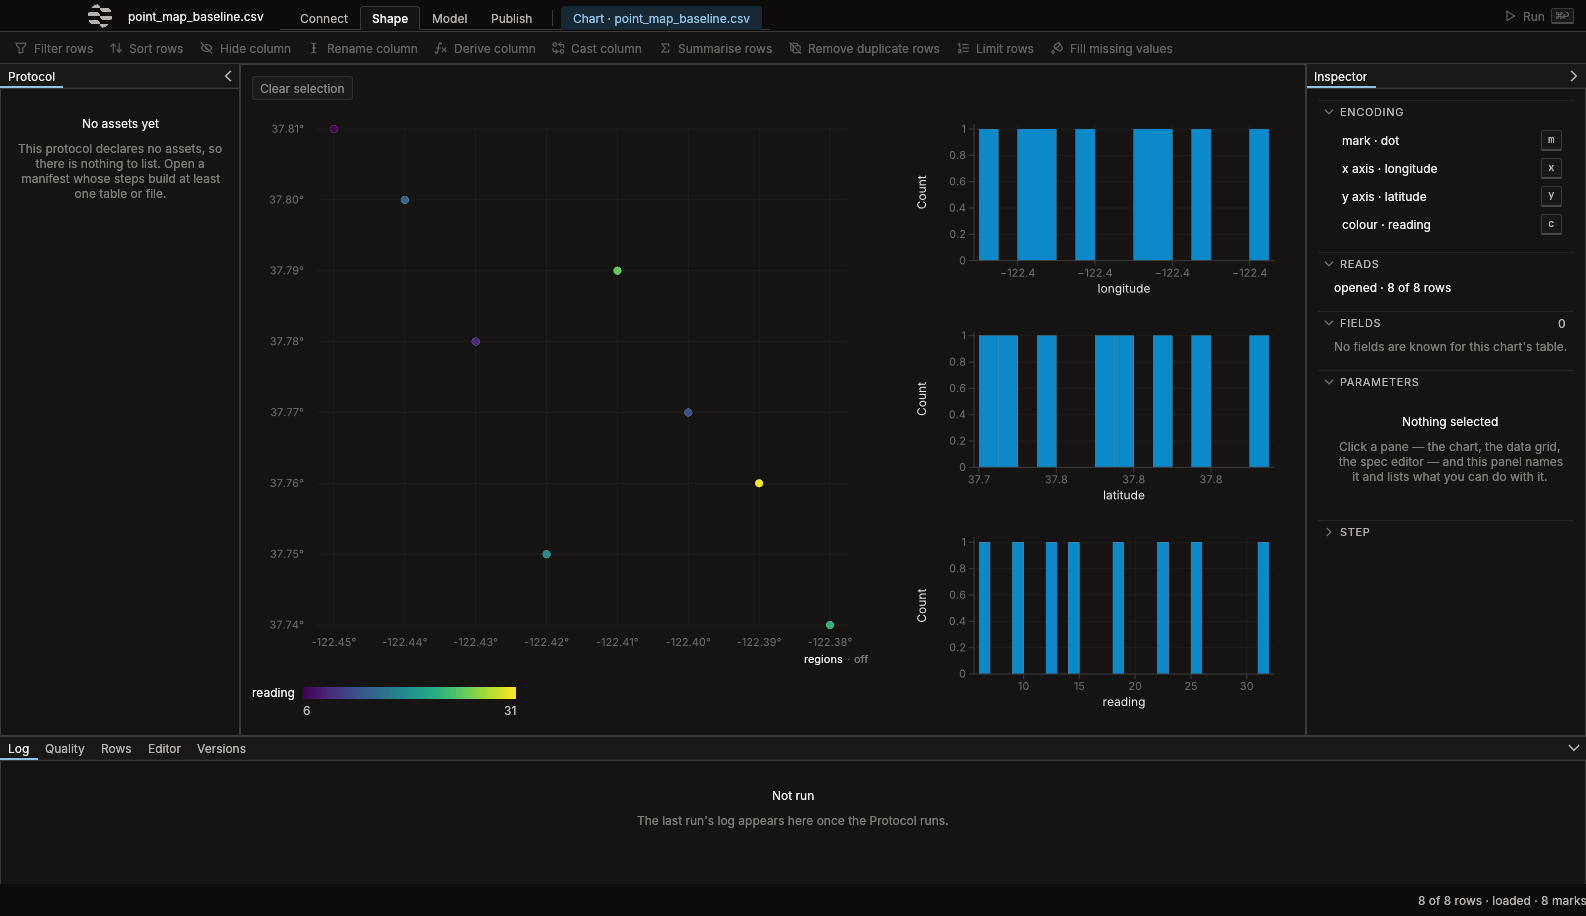 point_map_baseline.csv
Connect
Shape
Model
Publish
Chart · point_map_baseline.csv
Run
Filter rows
Sort rows
Hide column
Rename column
Derive column
Cast column
Summarise rows
Remove duplicate rows
Limit rows
Fill missing values
Protocol
No assets yet
This protocol declares no assets, so
there is nothing to list. Open a
manifest whose steps build at least
one table or file.
Clear selection
37.81°
37.80°
37.79°
37.78°
37.77°
37.76°
37.75°
37.74°
-122.45°
-122.44°
-122.43°
-122.42°
-122.41°
-122.40°
-122.39°
-122.38°
regions · off
reading
6
31
Count
1
0.8
0.6
0.4
0.2
0
−122.4
−122.4
−122.4
−122.4
longitude
Count
1
0.8
0.6
0.4
0.2
0
37.7
37.8
37.8
37.8
latitude
Count
1
0.8
0.6
0.4
0.2
0
10
15
20
25
30
reading
Inspector
ENCODING
mark · dot
m
x axis · longitude
x
y axis · latitude
y
colour · reading
c
READS
opened · 8 of 8 rows
FIELDS
0
No fields are known for this chart's table.
PARAMETERS
Nothing selected
Click a pane — the chart, the data grid,
the spec editor — and this panel names
it and lists what you can do with it.
STEP
Log
Quality
Rows
Editor
Versions
Not run
The last run's log appears here once the Protocol runs.
8 of 8 rows · loaded · 8 marks